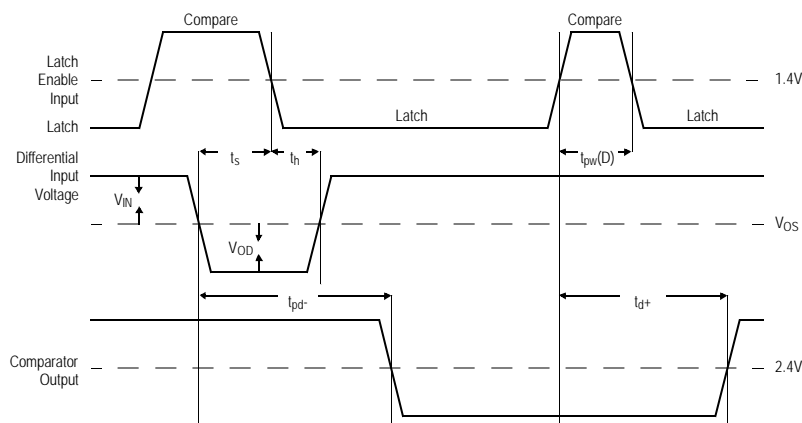 Compare
Compare
Latch
Enable
Input
1.4V
Latch
Latch
Latch
Differential
Input
Voltage
ts
th
tpw(D)
VIN
VOS
VOD
tpd-
td+
Comparator
Output
2.4V